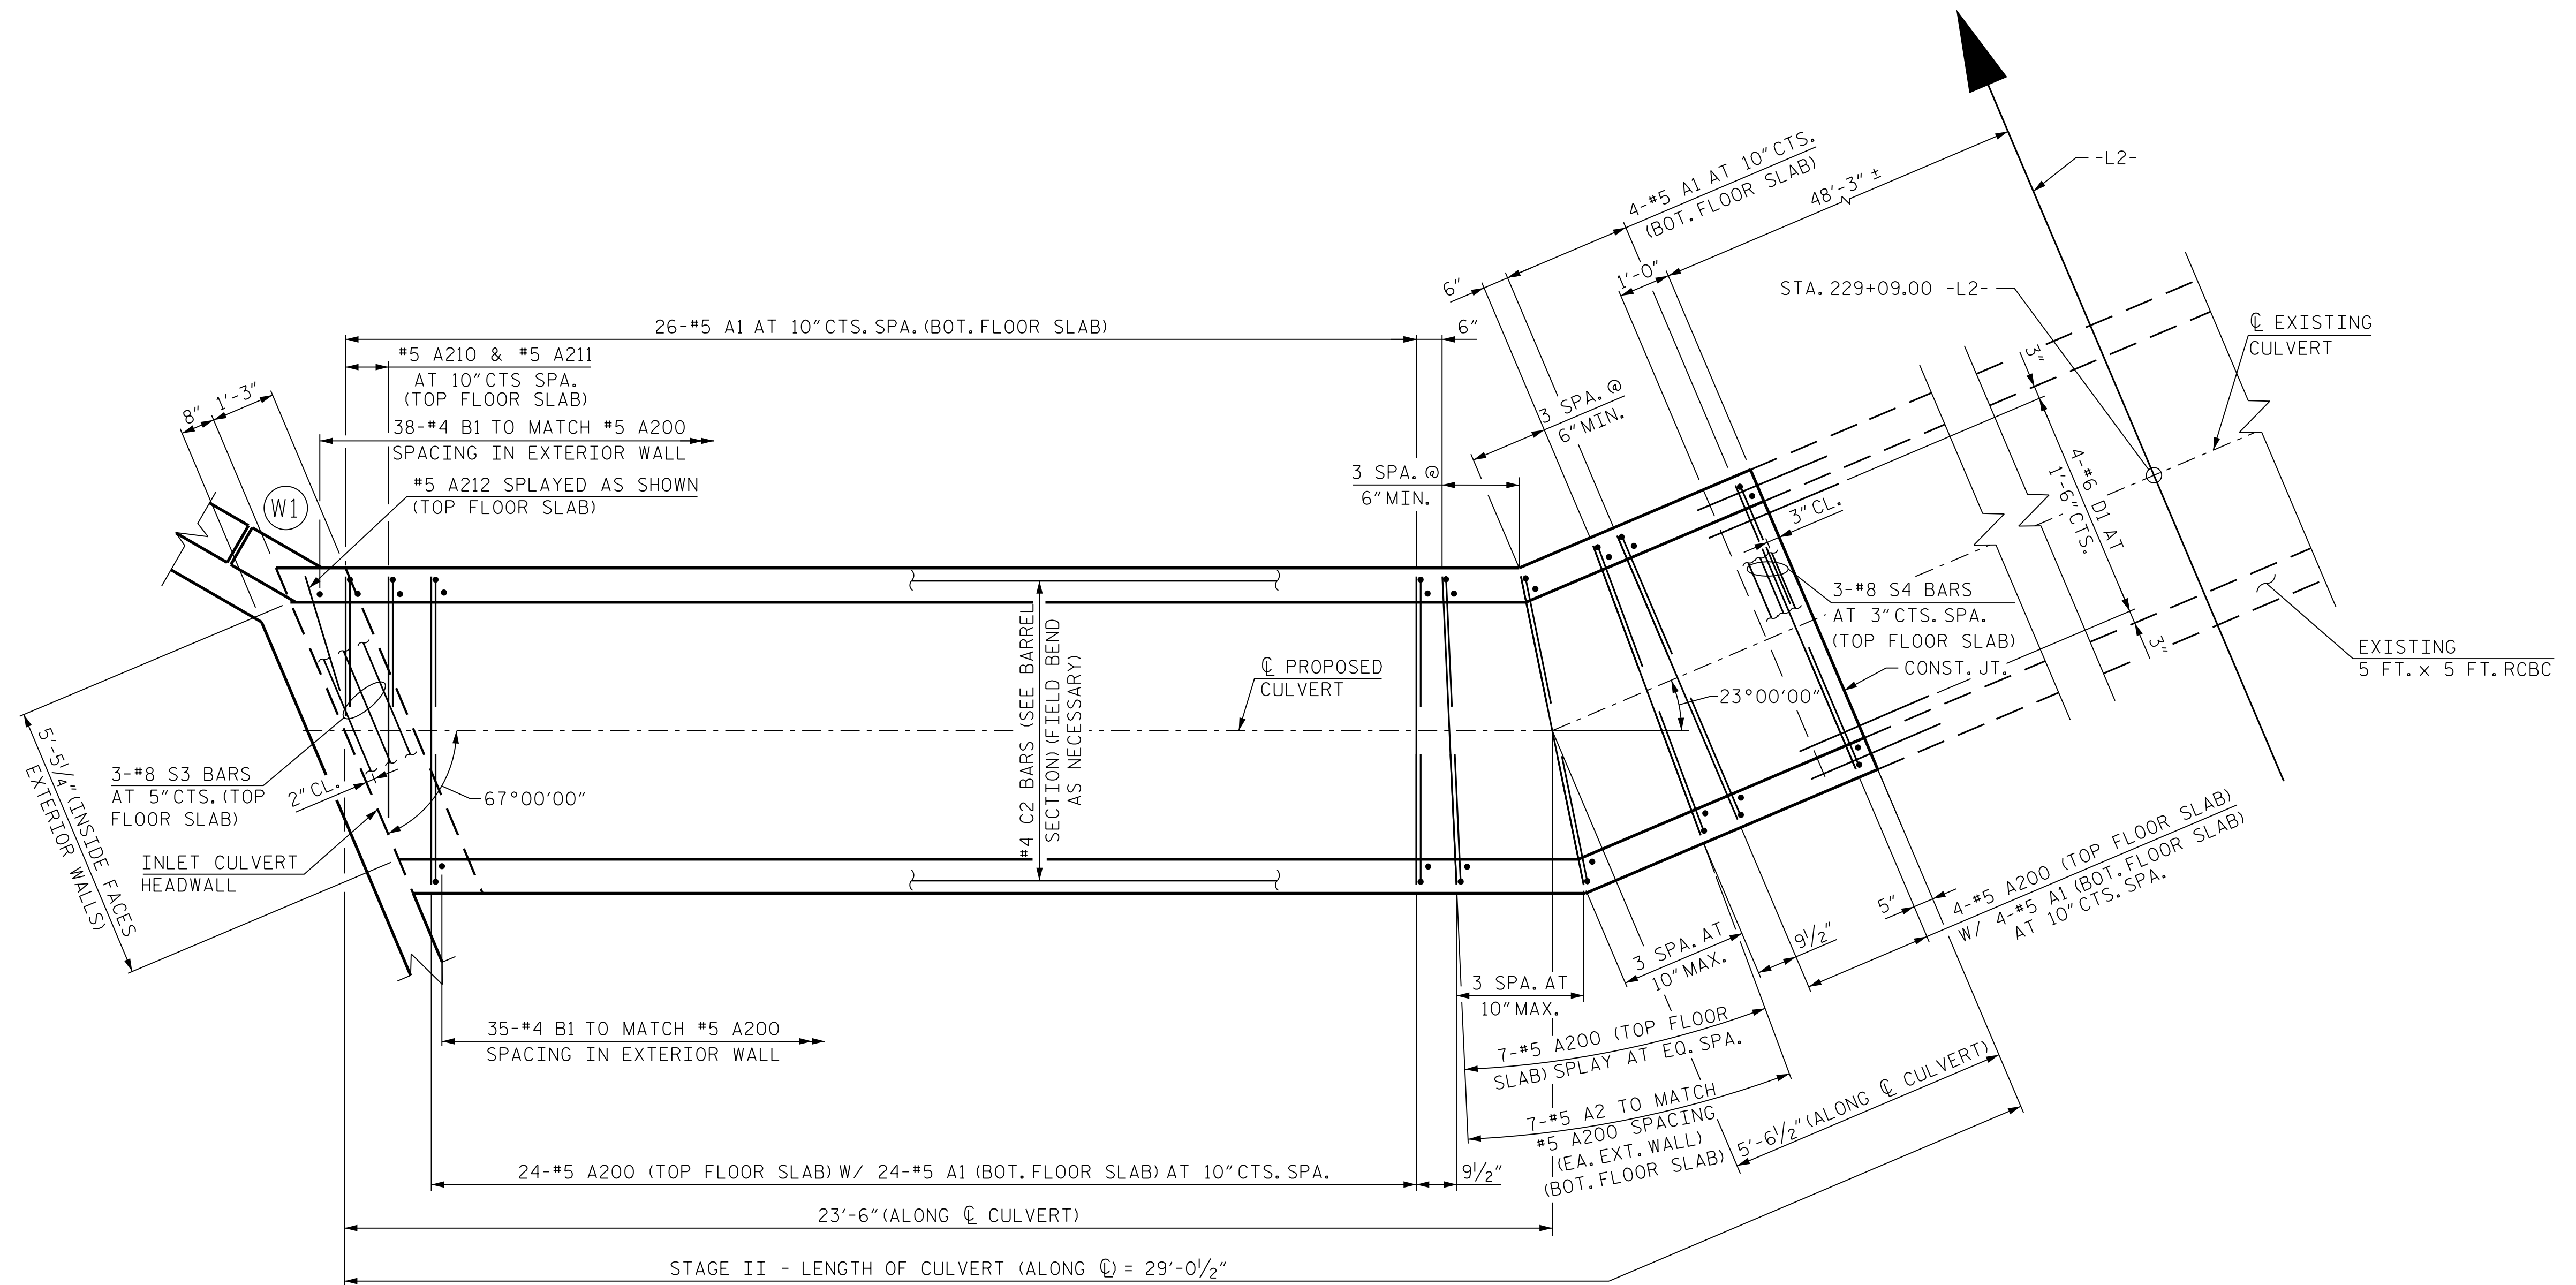 4-#5 A1 AT 10" CTS.
(BOT. FLOOR SLAB)
48'-3" ±
-L2-
1'-0"
6"
STA. 229+09.00 -L2-
℄ EXISTING
CULVERT
26-#5 A1 AT 10" CTS. SPA. (BOT. FLOOR SLAB)
6"
#5 A210 & #5 A211
AT 10" CTS SPA.
(TOP FLOOR SLAB)
8"
1'-3"
38-#4 B1 TO MATCH #5 A200
SPACING IN EXTERIOR WALL
3 SPA. @
6" MIN.
3 SPA. @
6" MIN.
3"
4-#6 D1 AT
1'-6" CTS.
3"
#5 A212 SPLAYED AS SHOWN
(TOP FLOOR SLAB)
W1
3" CL.
3-#8 S4 BARS
AT 3" CTS. SPA.
(TOP FLOOR SLAB)
CONST. JT.
EXISTING
5 FT. x 5 FT. RCBC
℄ PROPOSED
CULVERT
23°00'00"
#4 C2 BARS (SEE BARREL
SECTION) (FIELD BEND
AS NECESSARY)
5'-5 1/4" (INSIDE FACES
EXTERIOR WALLS)
3-#8 S3 BARS
AT 5" CTS. (TOP
FLOOR SLAB)
2" CL.
67°00'00"
INLET CULVERT
HEADWALL
4-#5 A200 (TOP FLOOR SLAB)
W/ 4-#5 A1 (BOT. FLOOR SLAB)
AT 10" CTS. SPA.
5"
9 1/2"
3 SPA. AT
10" MAX.
3 SPA. AT
10" MAX.
35-#4 B1 TO MATCH #5 A200
SPACING IN EXTERIOR WALL
7-#5 A200 (TOP FLOOR
SLAB) SPLAY AT EQ. SPA.
7-#5 A2 TO MATCH
#5 A200 SPACING
(EA. EXT. WALL)
(BOT. FLOOR SLAB)
5'-6 1/2" (ALONG ℄ CULVERT)
24-#5 A200 (TOP FLOOR SLAB) W/ 24-#5 A1 (BOT. FLOOR SLAB) AT 10" CTS. SPA.
9 1/2"
23'-6" (ALONG ℄ CULVERT)
STAGE II - LENGTH OF CULVERT (ALONG ℄) = 29'-0 1/2"